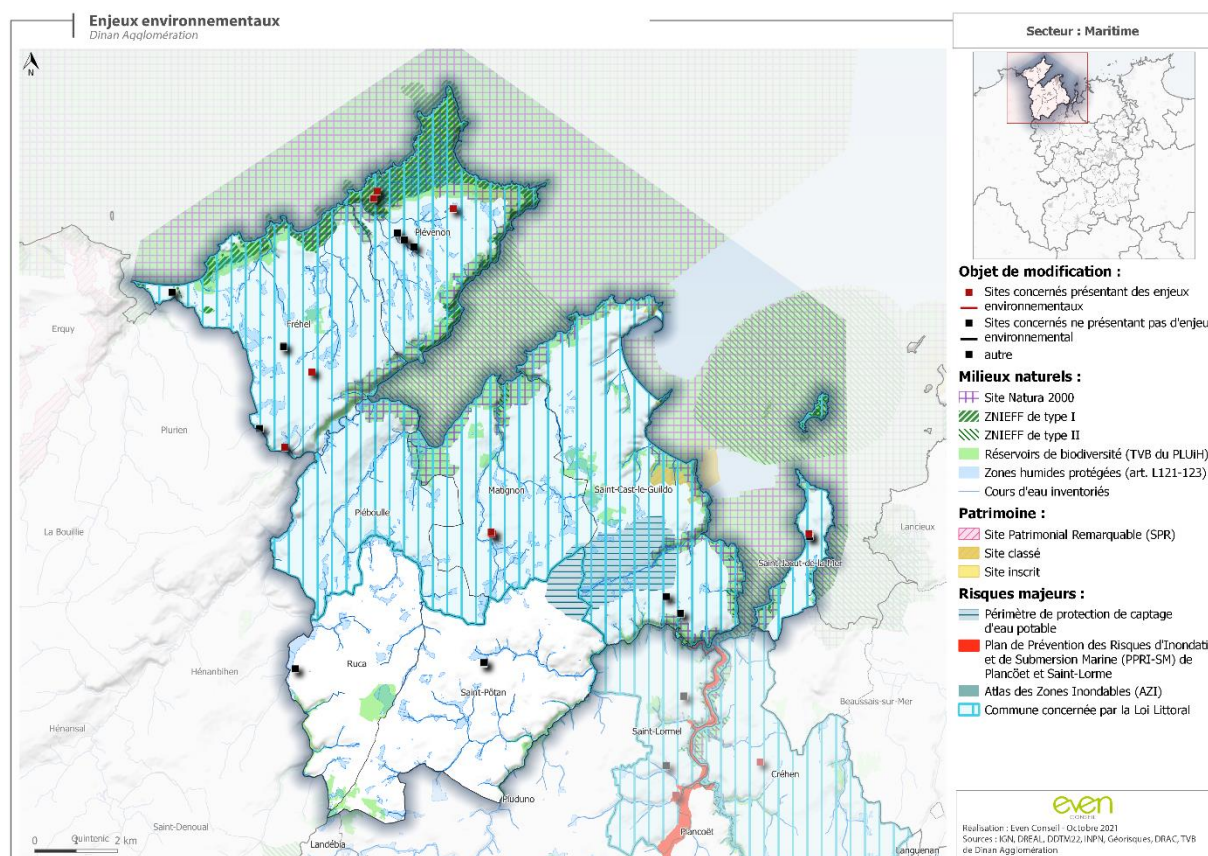 Enjeux environnementaux
Dinan Agglomération
Secteur : Maritime
N
Plévenon
Erquy
Fréhel
Plurien
La Bouillie
Matignon
Saint-Cast-le-Guildo
Pléboulle
Lancieux
Saint-Jacut-de-la-Mer
Ruca
Hénanbihen
Saint-Pôtan
Hénansal
Beaussais-sur-Mer
Saint-Lormel
Créhen
Pluduno
Saint-Denoual
Quintenic
Plancoët
Landébia
Languenan
0 1 2 km
Objet de modification :
Sites concernés présentant des enjeux
environnementaux
Sites concernés ne présentant pas d'enjeu
environnemental
autre
Milieux naturels :
Site Natura 2000
ZNIEFF de type I
ZNIEFF de type II
Réservoirs de biodiversité (TVB du PLUiH)
Zones humides protégées (art. L121-123)
Cours d'eau inventoriés
Patrimoine :
Site Patrimonial Remarquable (SPR)
Site classé
Site inscrit
Risques majeurs :
Périmètre de protection de captage
d'eau potable
Plan de Prévention des Risques d'Inondati
et de Submersion Marine (PPRI-SM) de
Plancöet et Saint-Lorme
Atlas des Zones Inondables (AZI)
Commune concernée par la Loi Littoral
even
CONSEIL
Réalisation : Even Conseil - Octobre 2021
Sources : IGN, DREAL, DDTM22, INPN, Géorisques, DRAC, TVB
de Dinan Agglomération